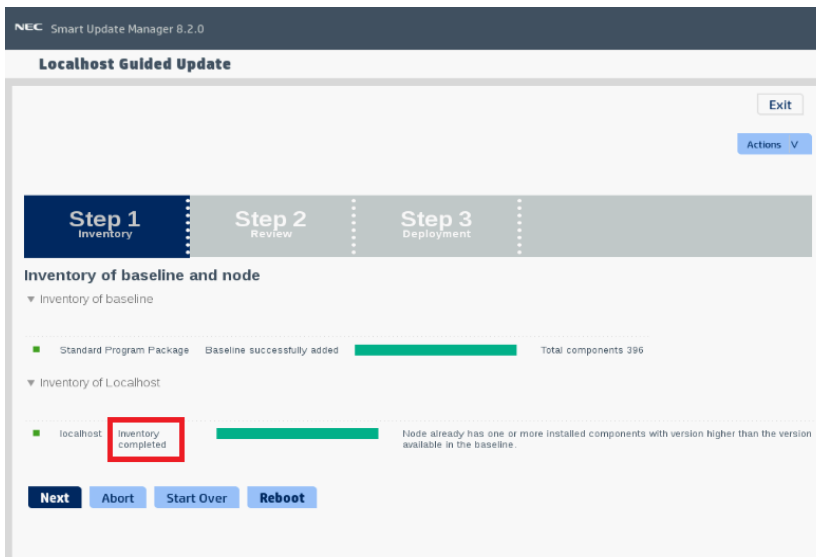 NEC Smart Update Manager 8.2.0
Localhost Guided Update
Exit
Actions V
Step 1
Inventory
Step 2
Review
Step 3
Deployment
Inventory of baseline and node
▼ Inventory of baseline
Standard Program Package Baseline successfully added Total components 396
▼ Inventory of Localhost
localhost Inventory completed Node already has one or more installed components with version higher than the version
available in the baseline.
Next Abort Start Over Reboot